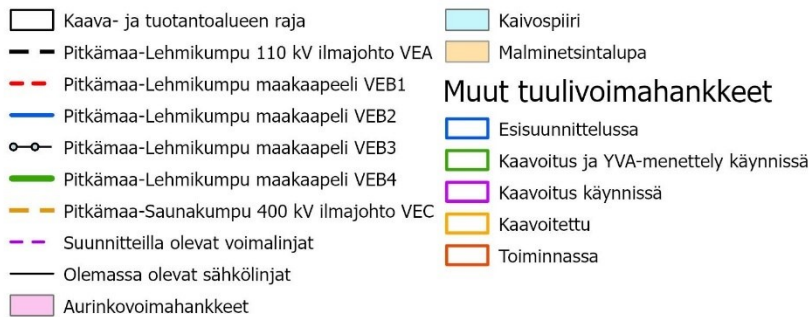 Kaava- ja tuotantoalueen raja
Pitkämaa-Lehmikumpu 110 kV ilmajohto VEA
Pitkämaa-Lehmikumpu maakaapeeli VEB1
Pitkämaa-Lehmikumpu maakaapeli VEB2
Pitkämaa-Lehmikumpu maakaapeli VEB3
Pitkämaa-Lehmikumpu maakaapeli VEB4
Pitkämaa-Saunakumpu 400 kV ilmajohto VEC
Suunnitteilla olevat voimalinjat
Olemassa olevat sähkölinjat
Aurinkovoimahankkeet
Kaivospiiri
Malminetsintalupa
Muut tuulivoimahankkeet
Esisuunnittelussa
Kaavoitus ja YVA-menettely käynnissä
Kaavoitus käynnissä
Kaavoitettu
Toiminnassa